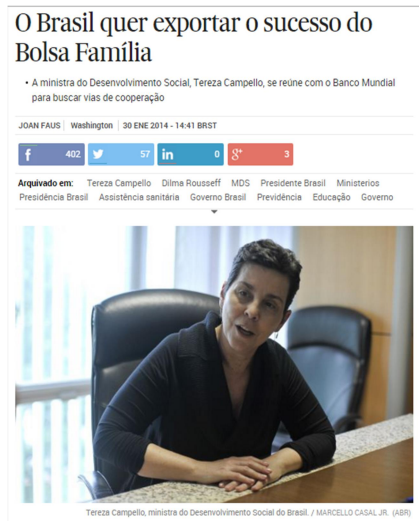 O Brasil quer exportar o sucesso do
Bolsa Família
• A ministra do Desenvolvimento Social, Tereza Campello, se reúne com o Banco Mundial
para buscar vias de cooperação
JOAN FAUS | Washington | 30 ENE 2014 - 14:41 BRST
f 402 57 in 0 g+ 3
Arquivado em: Tereza Campello Dilma Rousseff MDS Presidente Brasil Ministerios
Presidência Brasil Assistência sanitária Governo Brasil Previdência Educação Governo
Tereza Campello, ministra do Desenvolvimento Social do Brasil. / MARCELLO CASAL JR. (ABR)